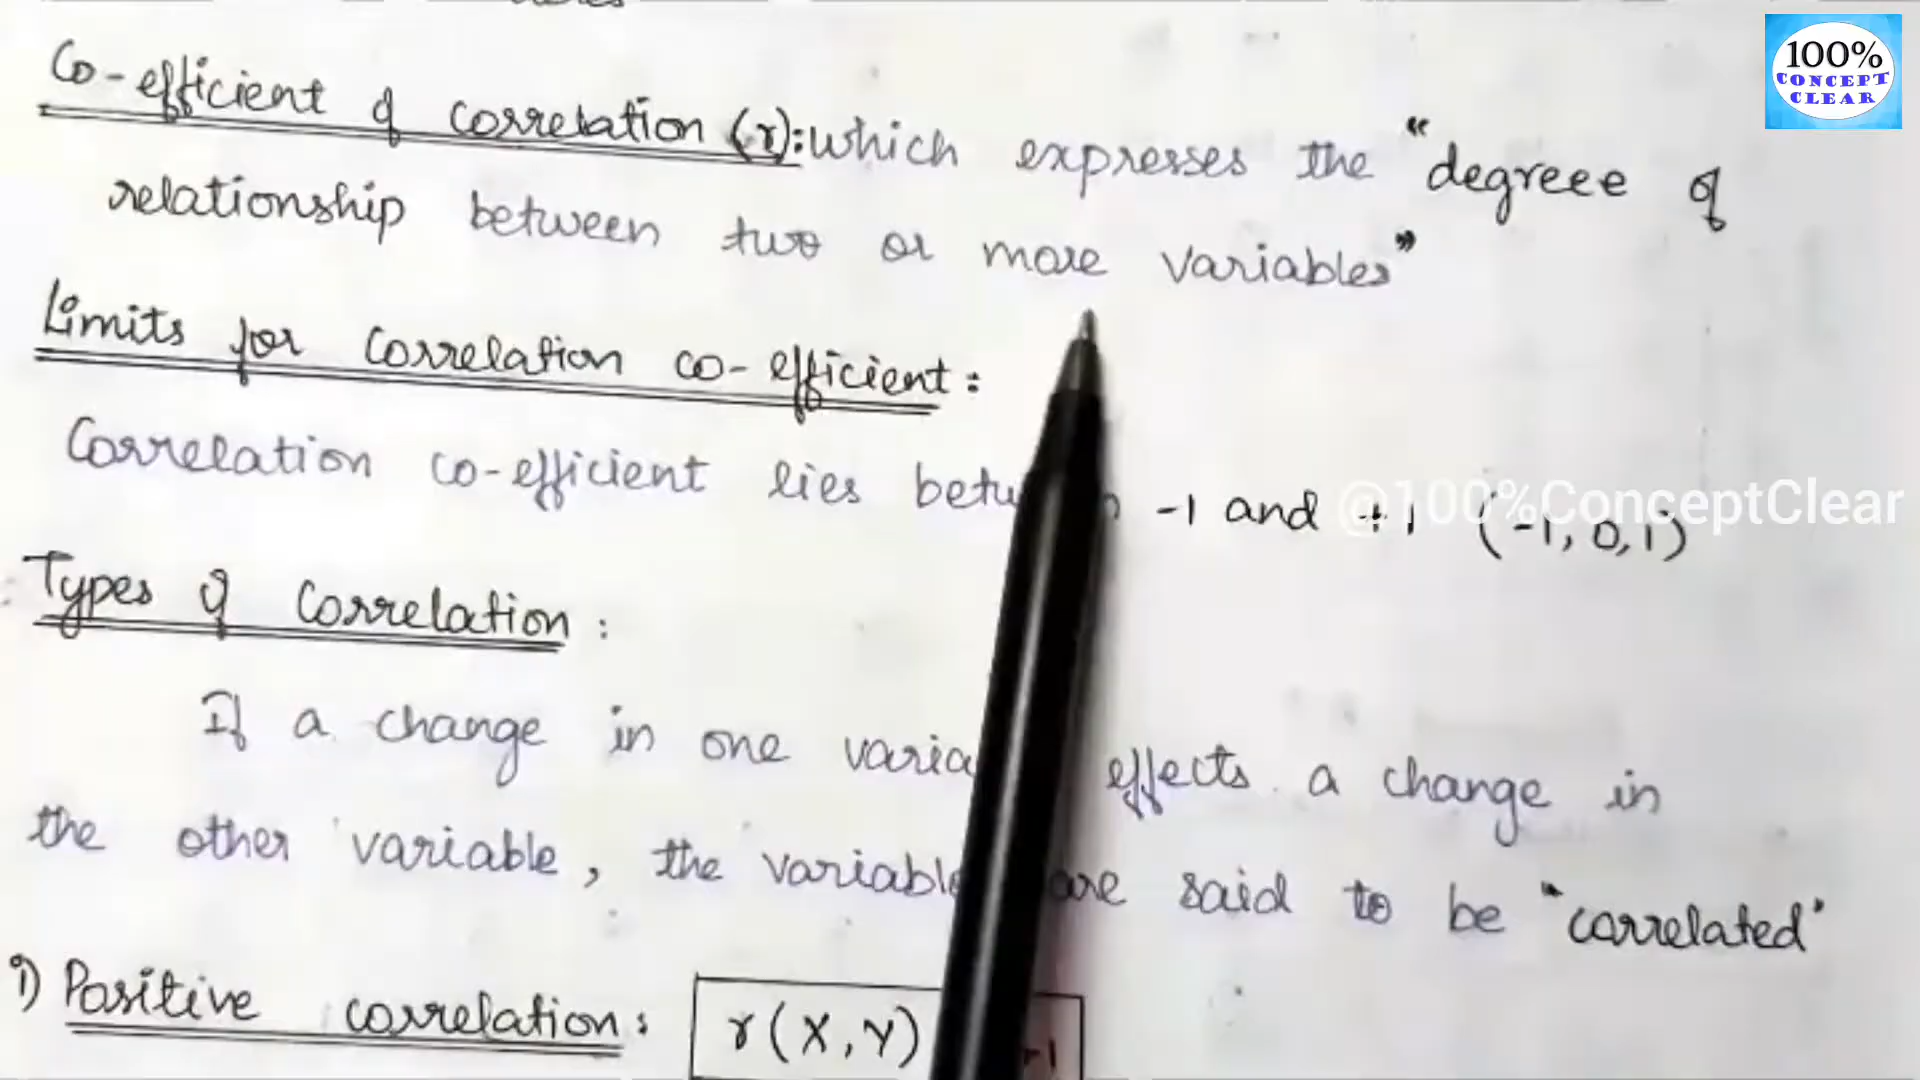 100%
CONCEPT
CLEAR
Co-efficient of correlation (r): which expresses the "degreee of
relationship between two or more variables"
Limits for correlation co-efficient:
Correlation co-efficient lies betw -1 and +1 (-1, 0, 1)
@100%ConceptClear
Types of correlation:
If a change in one varia effects a change in
the other variable, the variabl are said to be "correlated"
i) Positive correlation: r(X,Y) +1